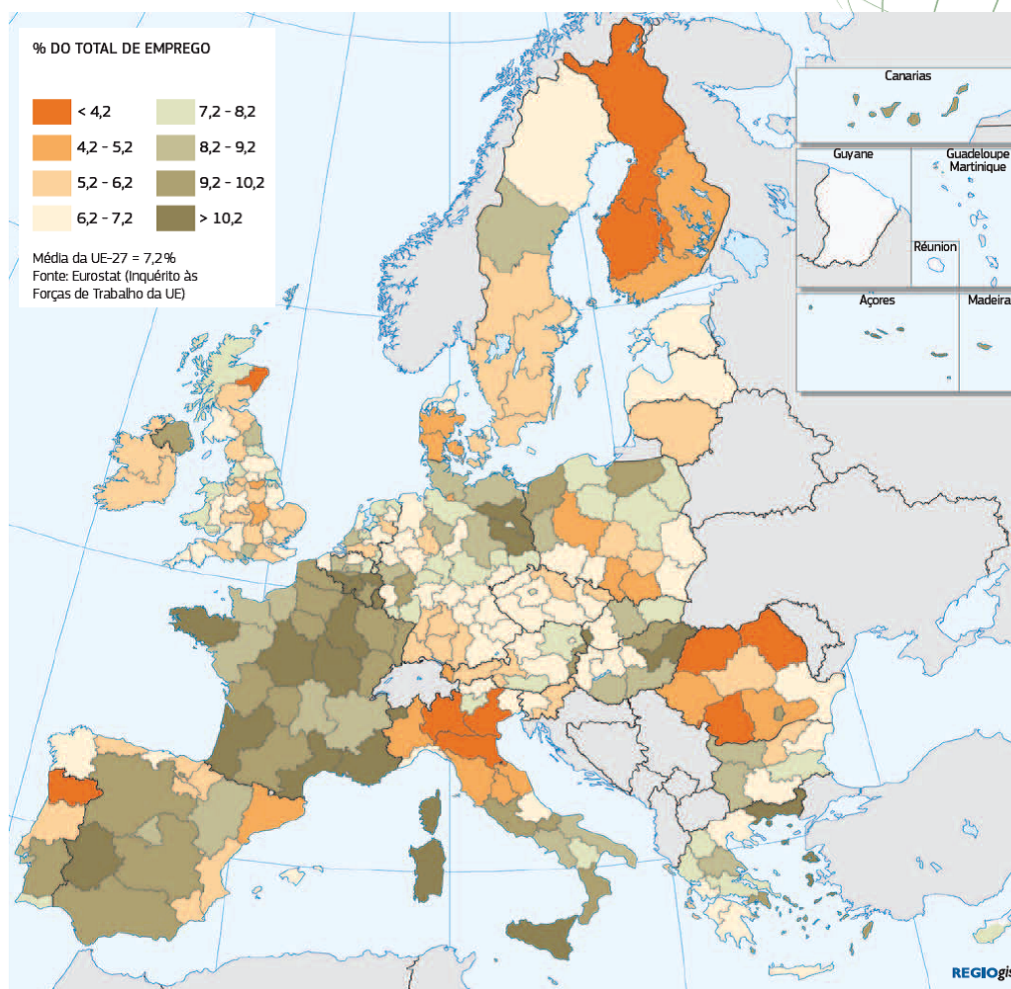 % DO TOTAL DE EMPREGO
< 4,2
7,2 – 8,2
4,2 – 5,2
8,2 – 9,2
5,2 – 6,2
9,2 – 10,2
6,2 – 7,2
> 10,2
Média da UE-27 = 7,2%
Fonte: Eurostat (Inquérito às
Forças de Trabalho da UE)
Canarias
Guyane
Guadeloupe
Martinique
Réunion
Açores
Madeira
REGIOgis